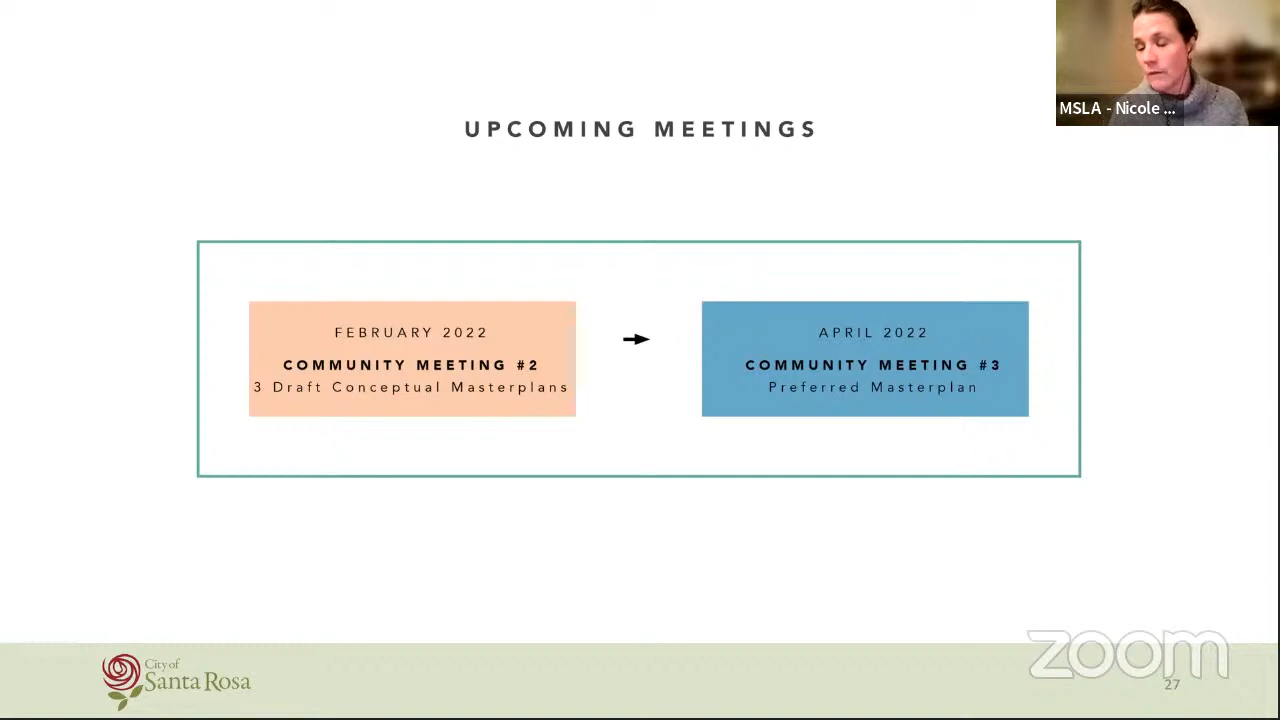 MSLA - Nicole ...
UPCOMING MEETINGS
FEBRUARY 2022
COMMUNITY MEETING #2
3 Draft Conceptual Masterplans
APRIL 2022
COMMUNITY MEETING #3
Preferred Masterplan
City of
Santa Rosa
zoom
27